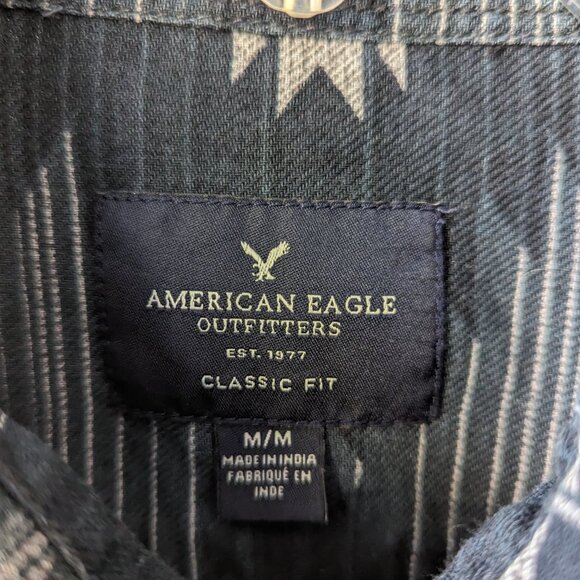 AMERICAN EAGLE
OUTFITTERS
EST. 1977
CLASSIC FIT
M/M
MADE IN INDIA
FABRIQUÉ EN
INDE